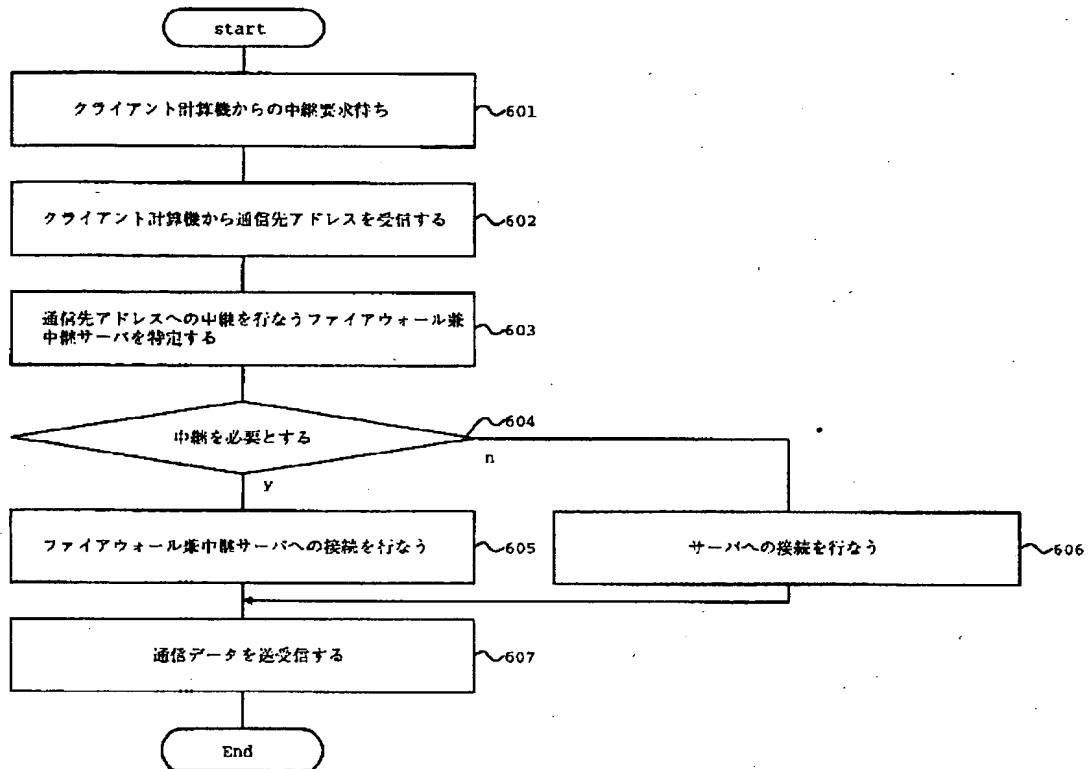 start
クライアント計算機からの中継要求待ち
601
クライアント計算機から通信先アドレスを受信する
602
通信先アドレスへの中継を行なうファイアウォール兼
中継サーバを特定する
603
中継を必要とする
604
n
y
ファイアウォール兼中継サーバへの接続を行なう
605
サーバへの接続を行なう
606
通信データを送受信する
607
End